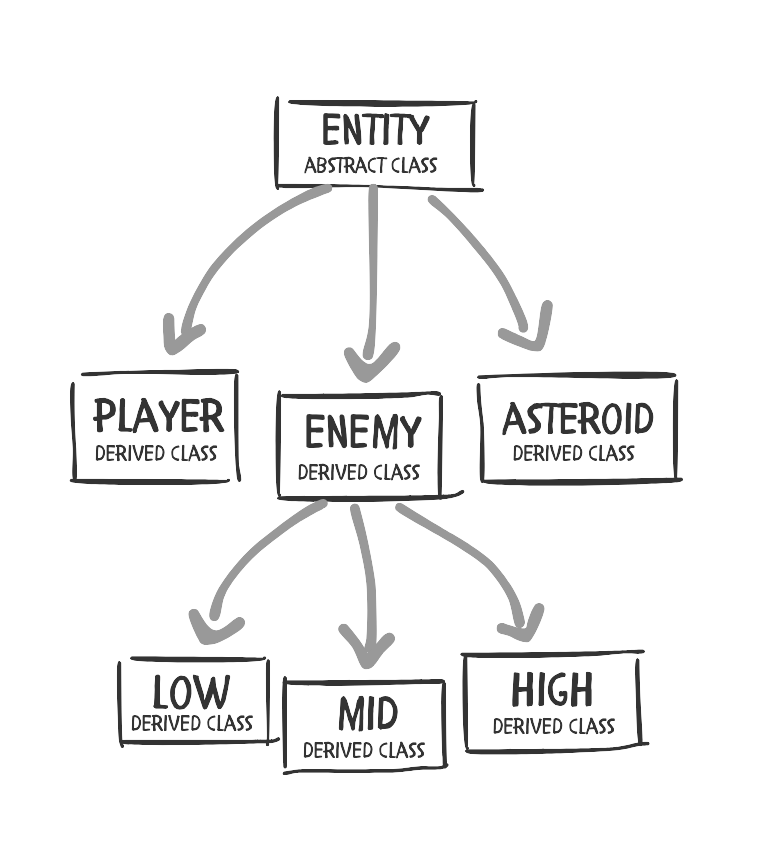 ENTITY
ABSTRACT CLASS
PLAYER
DERIVED CLASS
ENEMY
DERIVED CLASS
ASTEROID
DERIVED CLASS
LOW
DERIVED CLASS
MID
DERIVED CLASS
HIGH
DERIVED CLASS